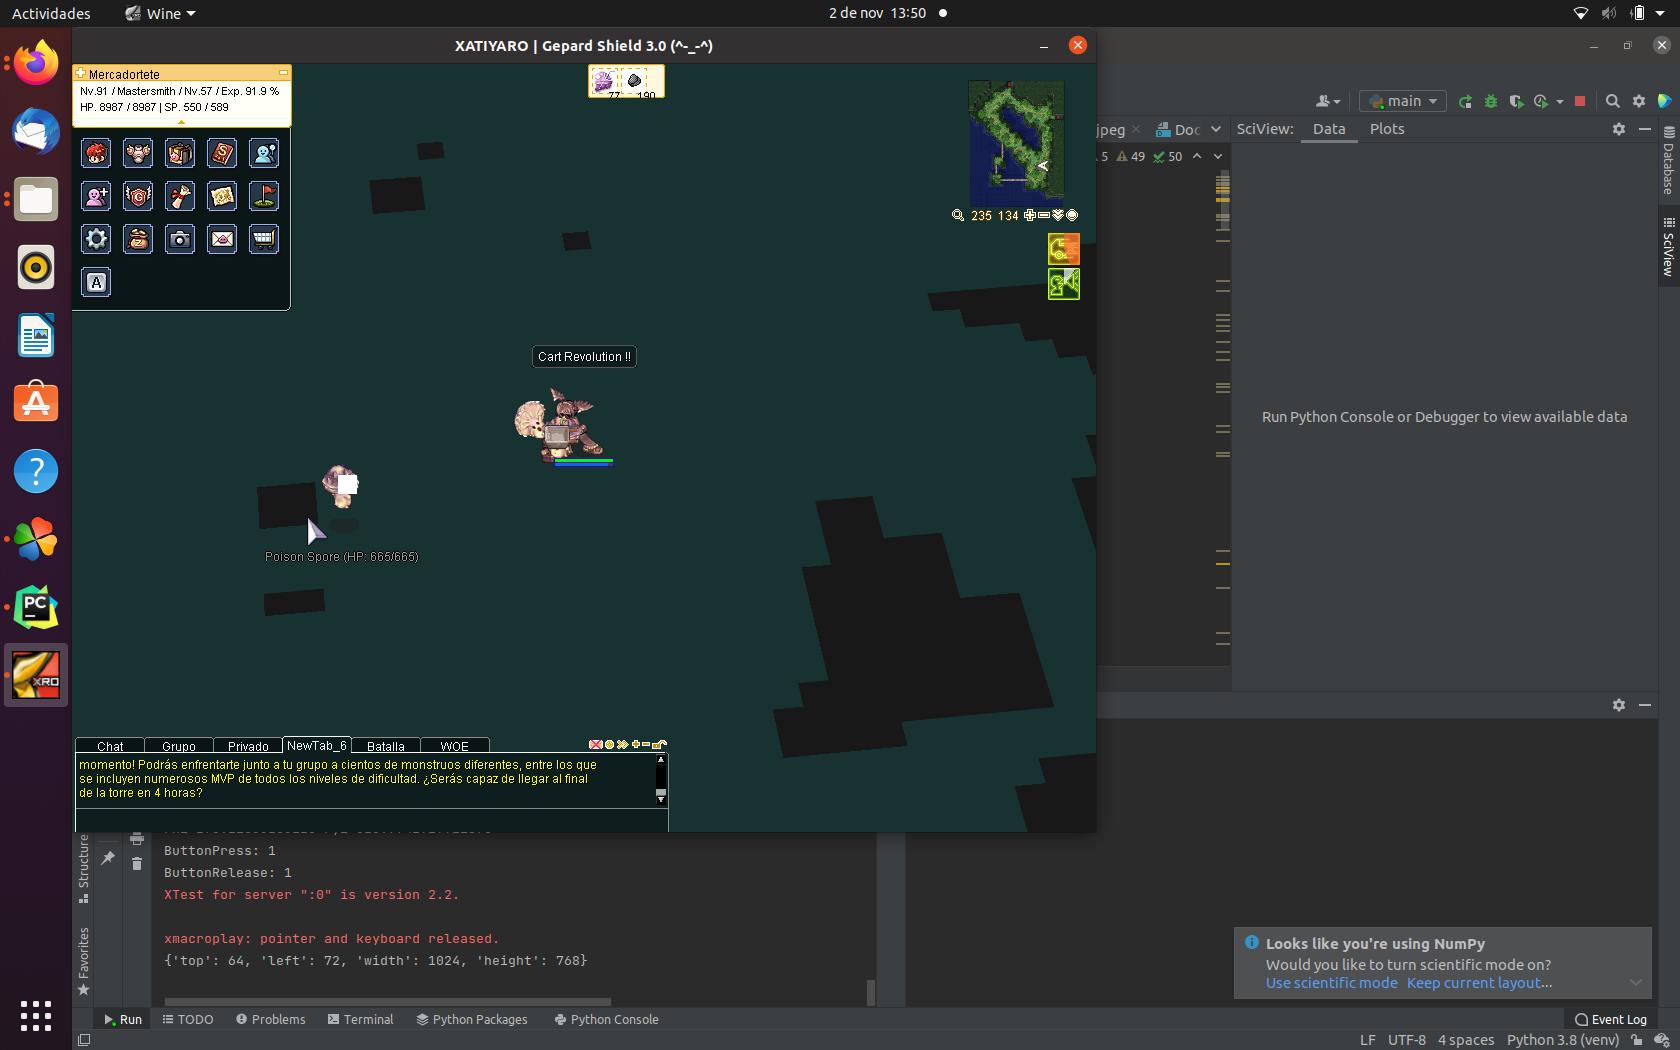 Actividades
Wine
2 de nov 13:50
XATIYARO | Gepard Shield 3.0 (^-_-^)
Mercadortete
Nv.91 / Mastersmith / Nv.57 / Exp. 91.9 %
HP. 8987 / 8987 | SP. 550 / 589
77 190
235 134
Cart Revolution !!
Poison Spore (HP: 665/665)
Chat Grupo Privado NewTab_6 Batalla WOE
momento! Podrás enfrentarte junto a tu grupo a cientos de monstruos diferentes, entre los que
se incluyen numerosos MVP de todos los niveles de dificultad. ¿Serás capaz de llegar al final
de la torre en 4 horas?
main
jpeg
Doc
SciView: Data Plots
5 49 50
Database
SciView
Run Python Console or Debugger to view available data
ButtonPress: 1
ButtonRelease: 1
XTest for server ":0" is version 2.2.
xmacroplay: pointer and keyboard released.
{'top': 64, 'left': 72, 'width': 1024, 'height': 768}
Structure
Favorites
Looks like you're using NumPy
Would you like to turn scientific mode on?
Use scientific mode Keep current layout...
Run TODO Problems Terminal Python Packages Python Console
Event Log
LF UTF-8 4 spaces Python 3.8 (venv)
PC
XRO
A